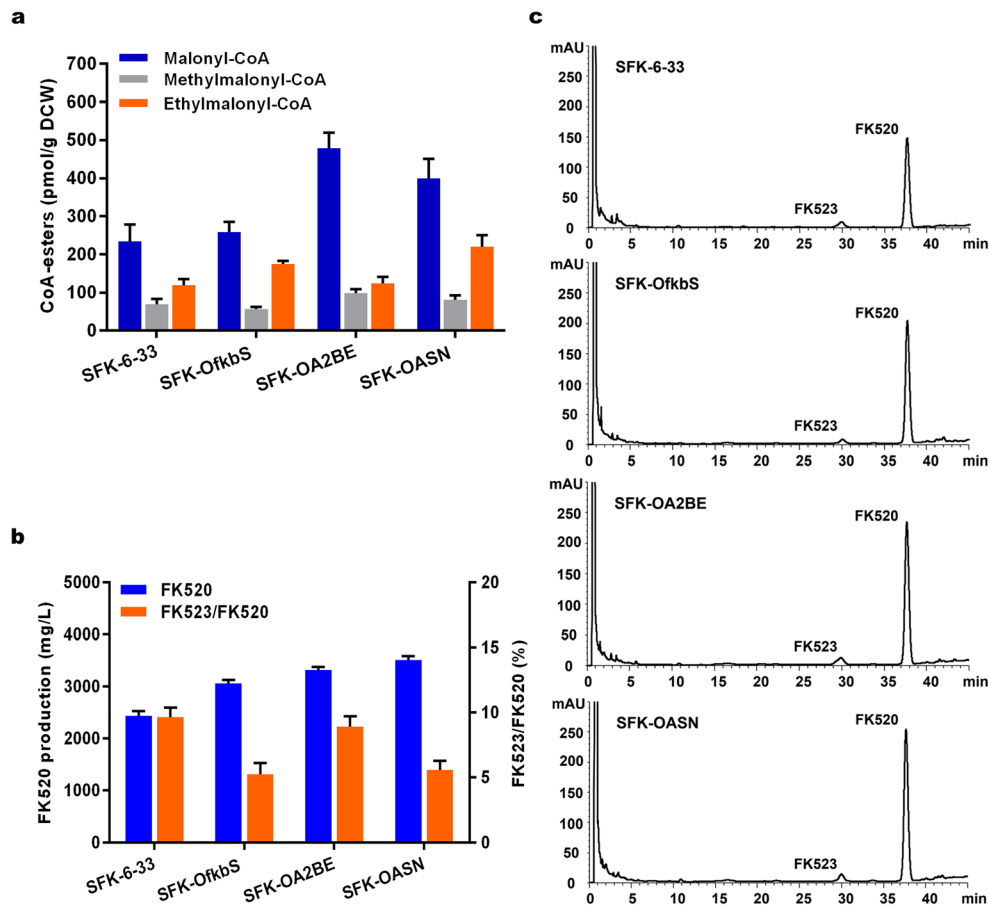 a
CoA-esters (pmol/g DCW)
700
600
500
400
300
200
100
0
Malonyl-CoA
Methylmalonyl-CoA
Ethylmalonyl-CoA
SFK-6-33
SFK-OfkbS
SFK-OA2BE
SFK-OASN
b
FK520 production (mg/L)
5000
4000
3000
2000
1000
0
FK520
FK523/FK520
20
15
10
5
0
FK523/FK520 (%)
SFK-6-33
SFK-OfkbS
SFK-OA2BE
SFK-OASN
c
mAU
250
200
150
100
50
0
SFK-6-33
FK520
FK523
0 5 10 15 20 25 30 35 40 min
mAU
250
200
150
100
50
0
SFK-OfkbS
FK520
FK523
0 5 10 15 20 25 30 35 40 min
mAU
250
200
150
100
50
0
SFK-OA2BE
FK520
FK523
0 5 10 15 20 25 30 35 40 min
mAU
250
200
150
100
50
0
SFK-OASN
FK520
FK523
0 5 10 15 20 25 30 35 40 min